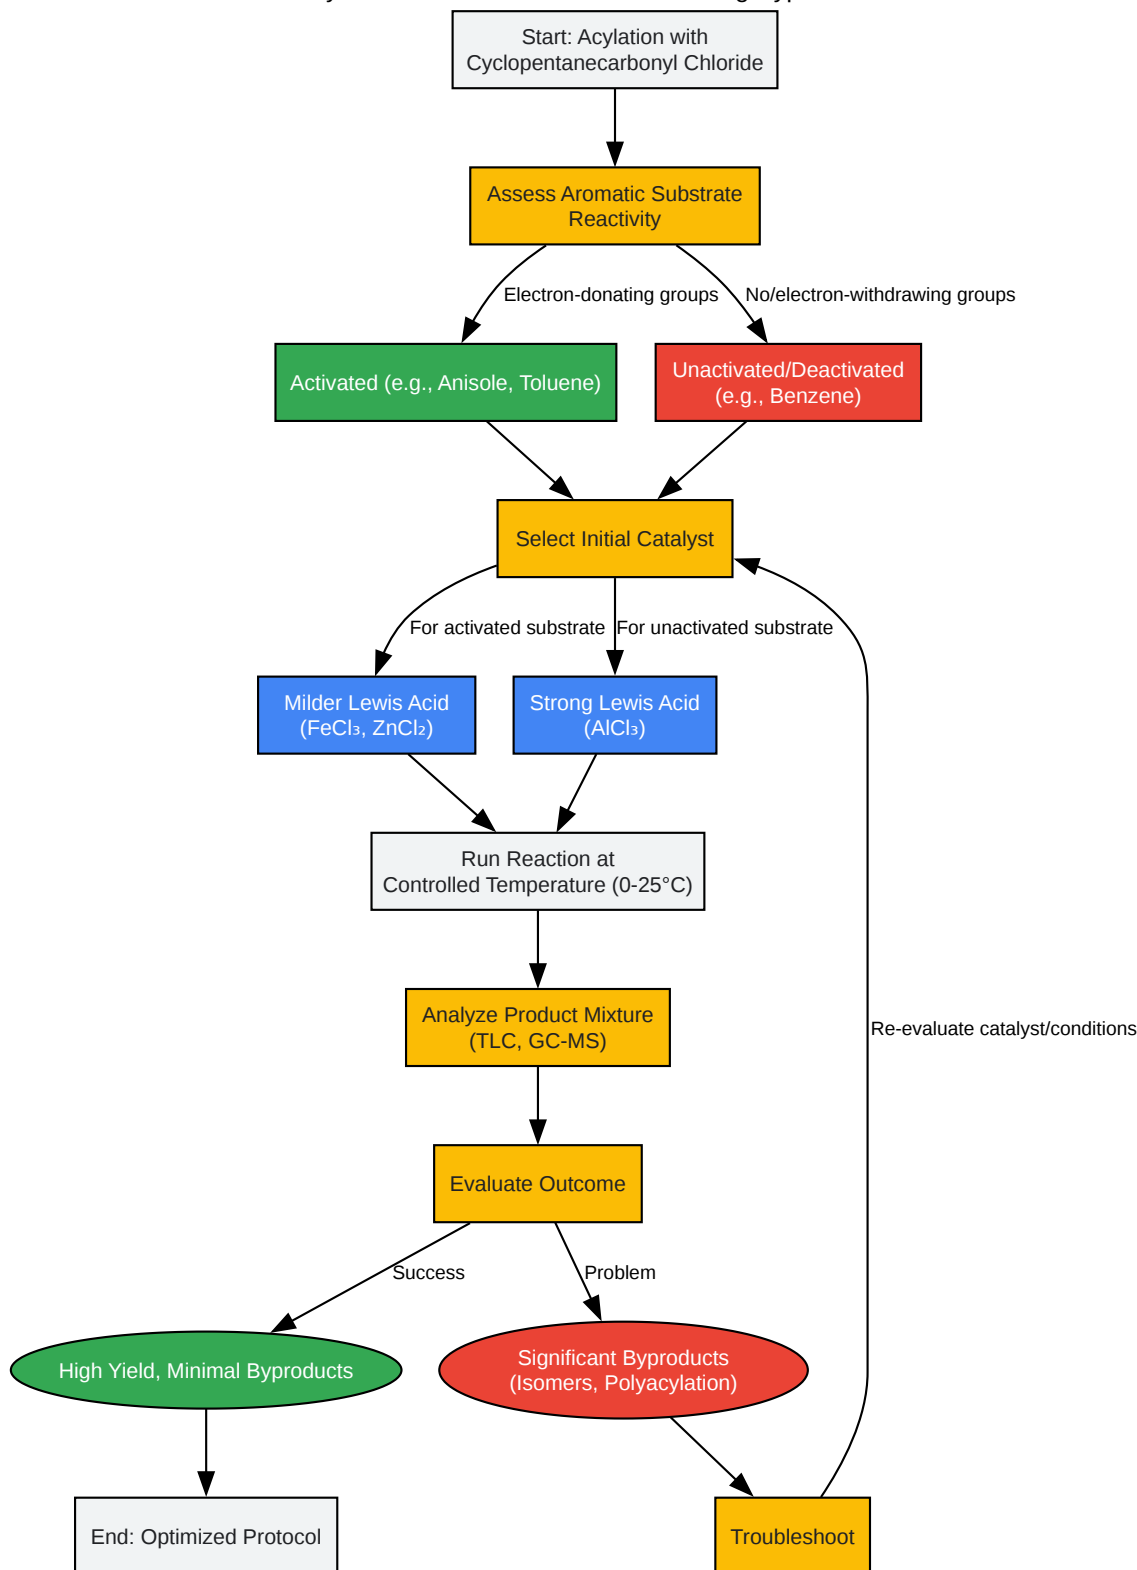 Start: Acylation with
Cyclopentanecarbonyl Chloride
Assess Aromatic Substrate
Reactivity
Electron-donating groups
No/electron-withdrawing groups
Activated (e.g., Anisole, Toluene)
Unactivated/Deactivated
(e.g., Benzene)
Select Initial Catalyst
For activated substrate
For unactivated substrate
Milder Lewis Acid
(FeCl₃, ZnCl₂)
Strong Lewis Acid
(AlCl₃)
Run Reaction at
Controlled Temperature (0-25°C)
Analyze Product Mixture
(TLC, GC-MS)
Re-evaluate catalyst/conditions
Evaluate Outcome
Success
Problem
High Yield, Minimal Byproducts
Significant Byproducts
(Isomers, Polyacylation)
End: Optimized Protocol
Troubleshoot